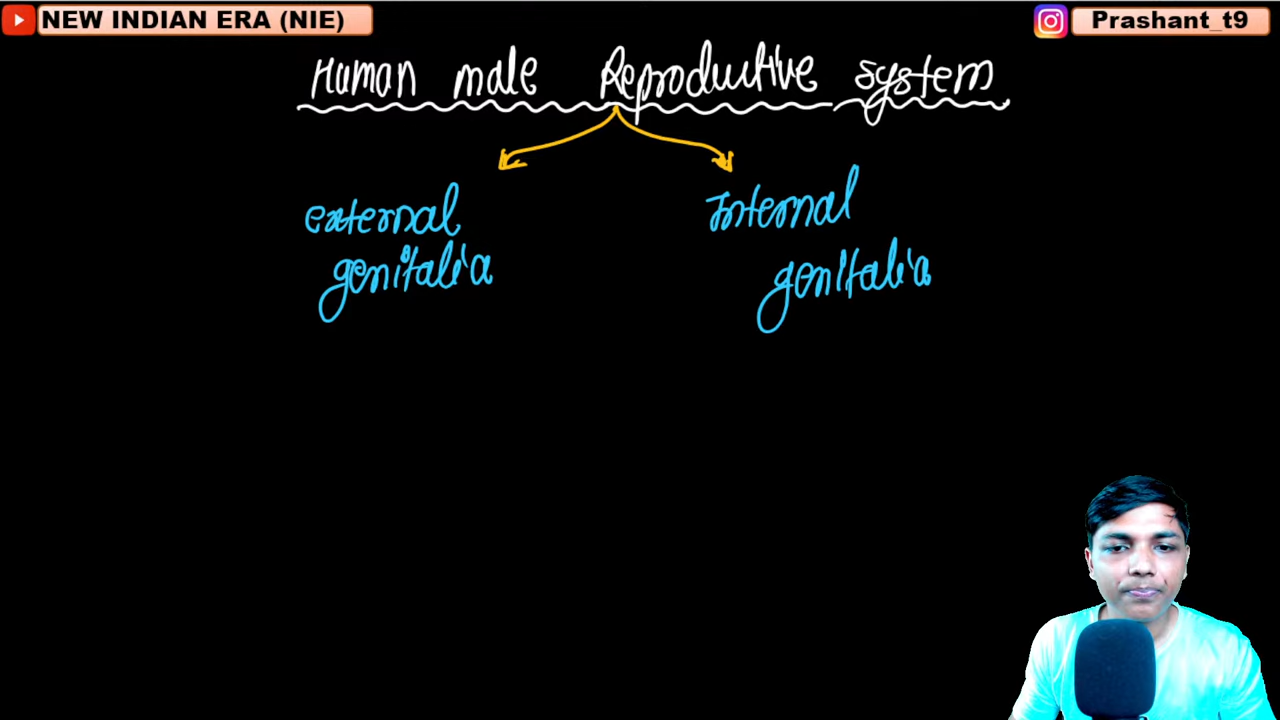 NEW INDIAN ERA (NIE)
Prashant_t9
Human male Reproductive system
external
genitalia
Internal
genitalia